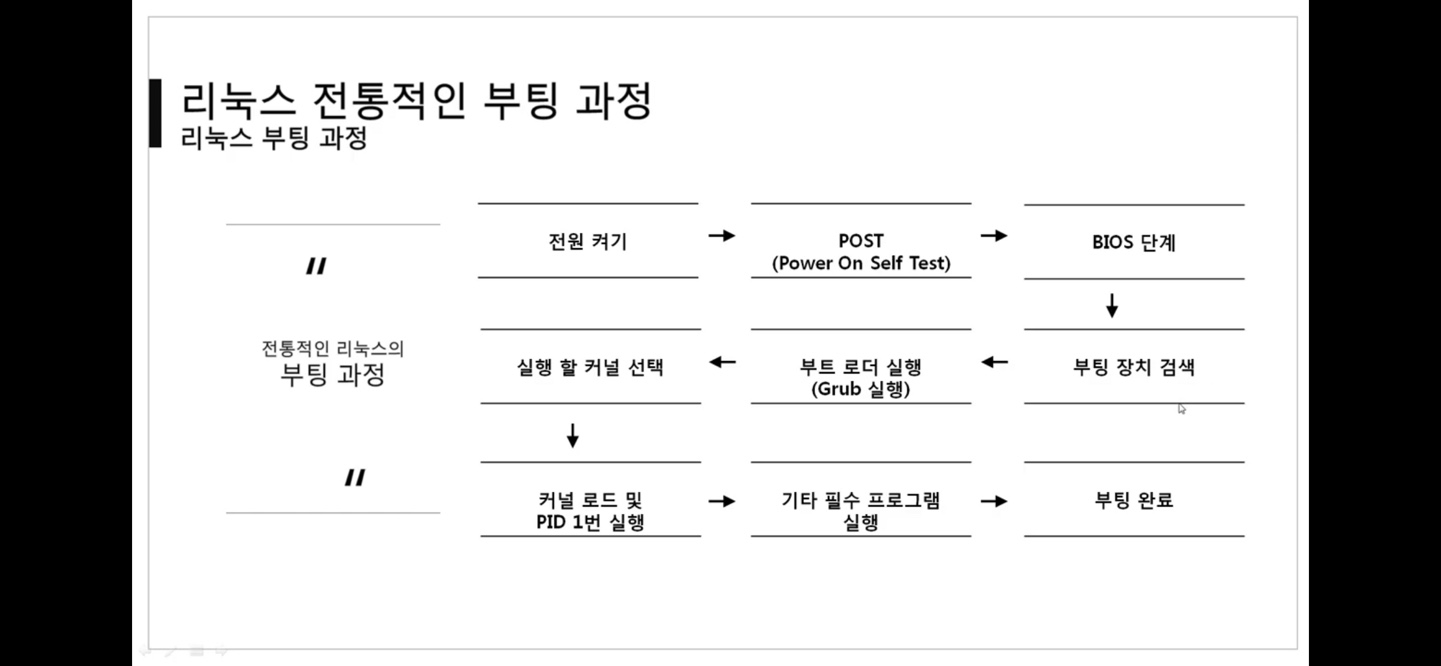 리눅스 전통적인 부팅 과정
리눅스 부팅 과정
"
전통적인 리눅스의
부팅 과정
"
전원 켜기
POST
(Power On Self Test)
BIOS 단계
부팅 장치 검색
부트 로더 실행
(Grub 실행)
실행 할 커널 선택
커널 로드 및
PID 1번 실행
기타 필수 프로그램
실행
부팅 완료